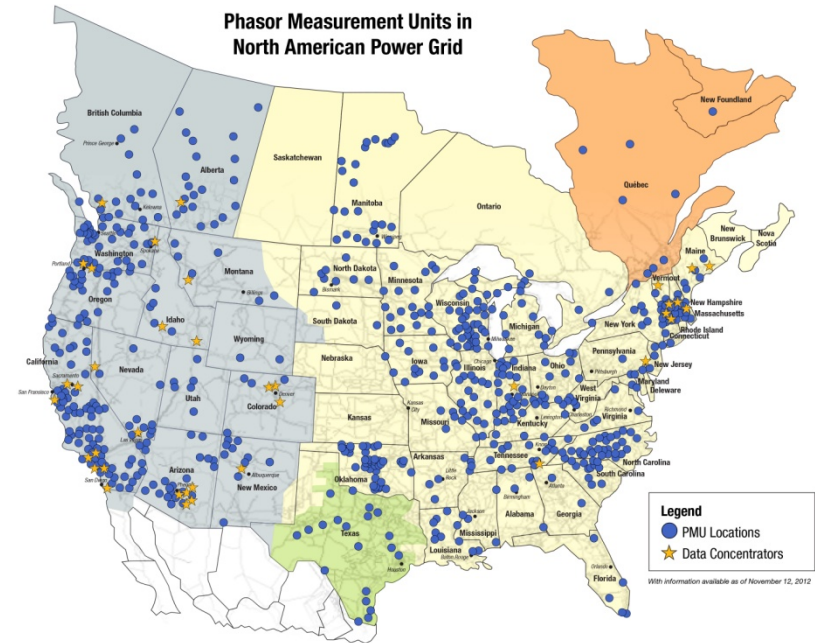 Phasor Measurement Units in
North American Power Grid
British Columbia
Prince George
Alberta
Saskatchewan
Manitoba
Ontario
Québec
New Foundland
Kelowna
Winnipeg
New
Brunswick
Nova
Scotia
Maine
Seattle
Washington
Spokane
Portland
Oregon
Montana
Billings
North Dakota
Bismarck
Minnesota
Vermont
New Hampshire
Massachusetts
Rhode Island
Connecticut
Idaho
Wyoming
South Dakota
Wisconsin
Milwaukee
Michigan
New York
California
Sacramento
San Francisco
Nevada
Utah
Colorado
Denver
Nebraska
Iowa
Chicago
Illinois
Indiana
Ohio
Dayton
Pennsylvania
Pittsburgh
New Jersey
Maryland
Deleware
West
Virginia
Charleston
Richmond
Virginia
Kansas
Kansas
City
Missouri
Kentucky
Lexington
Las Vegas
San Diego
Arizona
Albuquerque
New Mexico
Oklahoma
Arkansas
Little
Rock
Tennessee
North Carolina
South Carolina
Atlanta
Birmingham
Alabama
Georgia
Jackson
Mississippi
Louisiana
Baton Rouge
Texas
Houston
Orlando
Florida
Legend
PMU Locations
Data Concentrators
With information available as of November 12, 2012